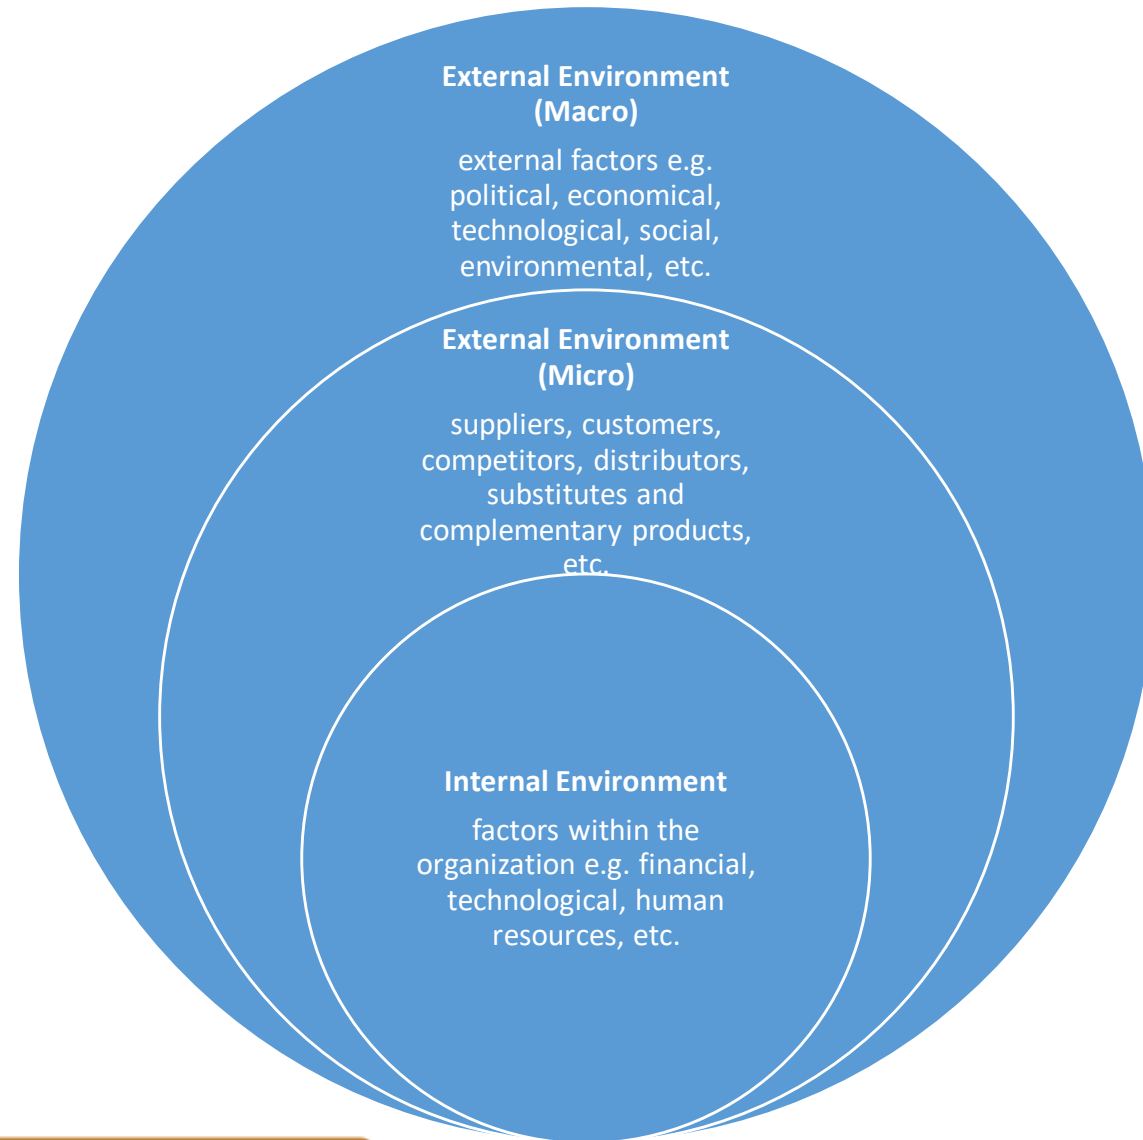 External Environment
(Macro)
external factors e.g.
political, economical,
technological, social,
environmental, etc.
External Environment
(Micro)
suppliers, customers,
competitors, distributors,
substitutes and
complementary products,
etc.
Internal Environment
factors within the
organization e.g. financial,
technological, human
resources, etc.